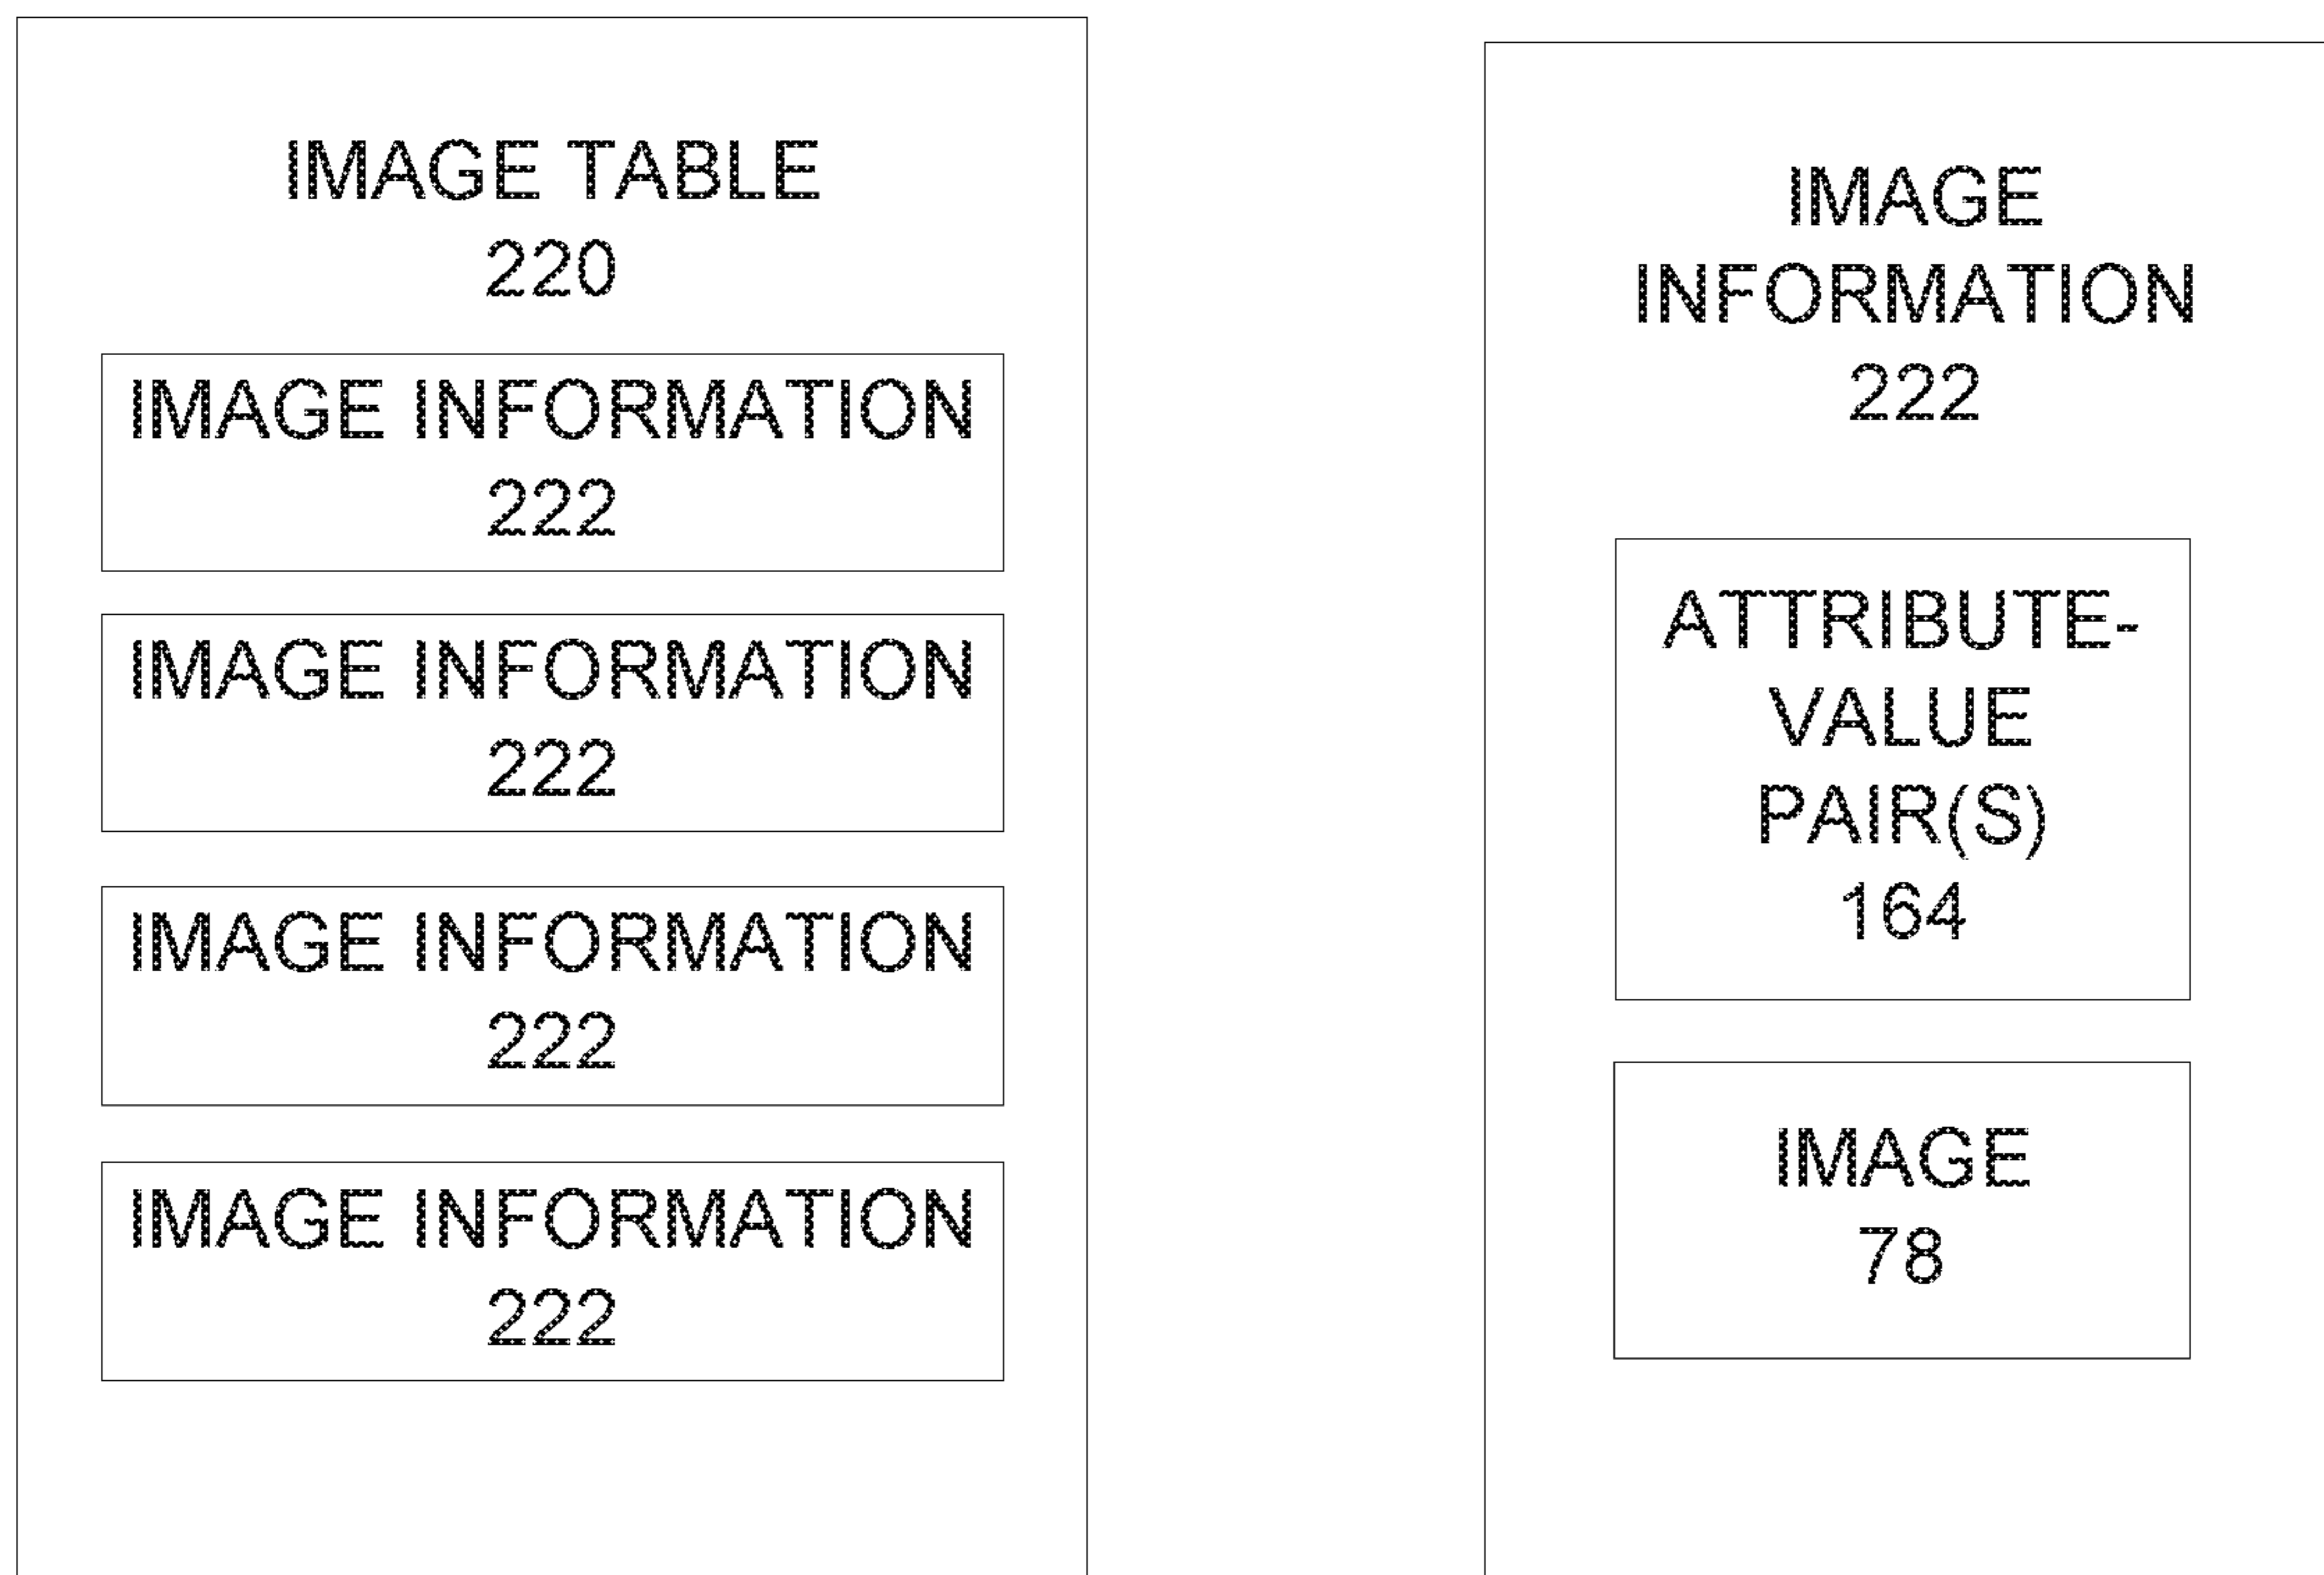 IMAGE TABLE
220
IMAGE INFORMATION
222
IMAGE INFORMATION
222
IMAGE INFORMATION
222
IMAGE INFORMATION
222
IMAGE
INFORMATION
222
ATTRIBUTE-
VALUE
PAIR(S)
164
IMAGE
78